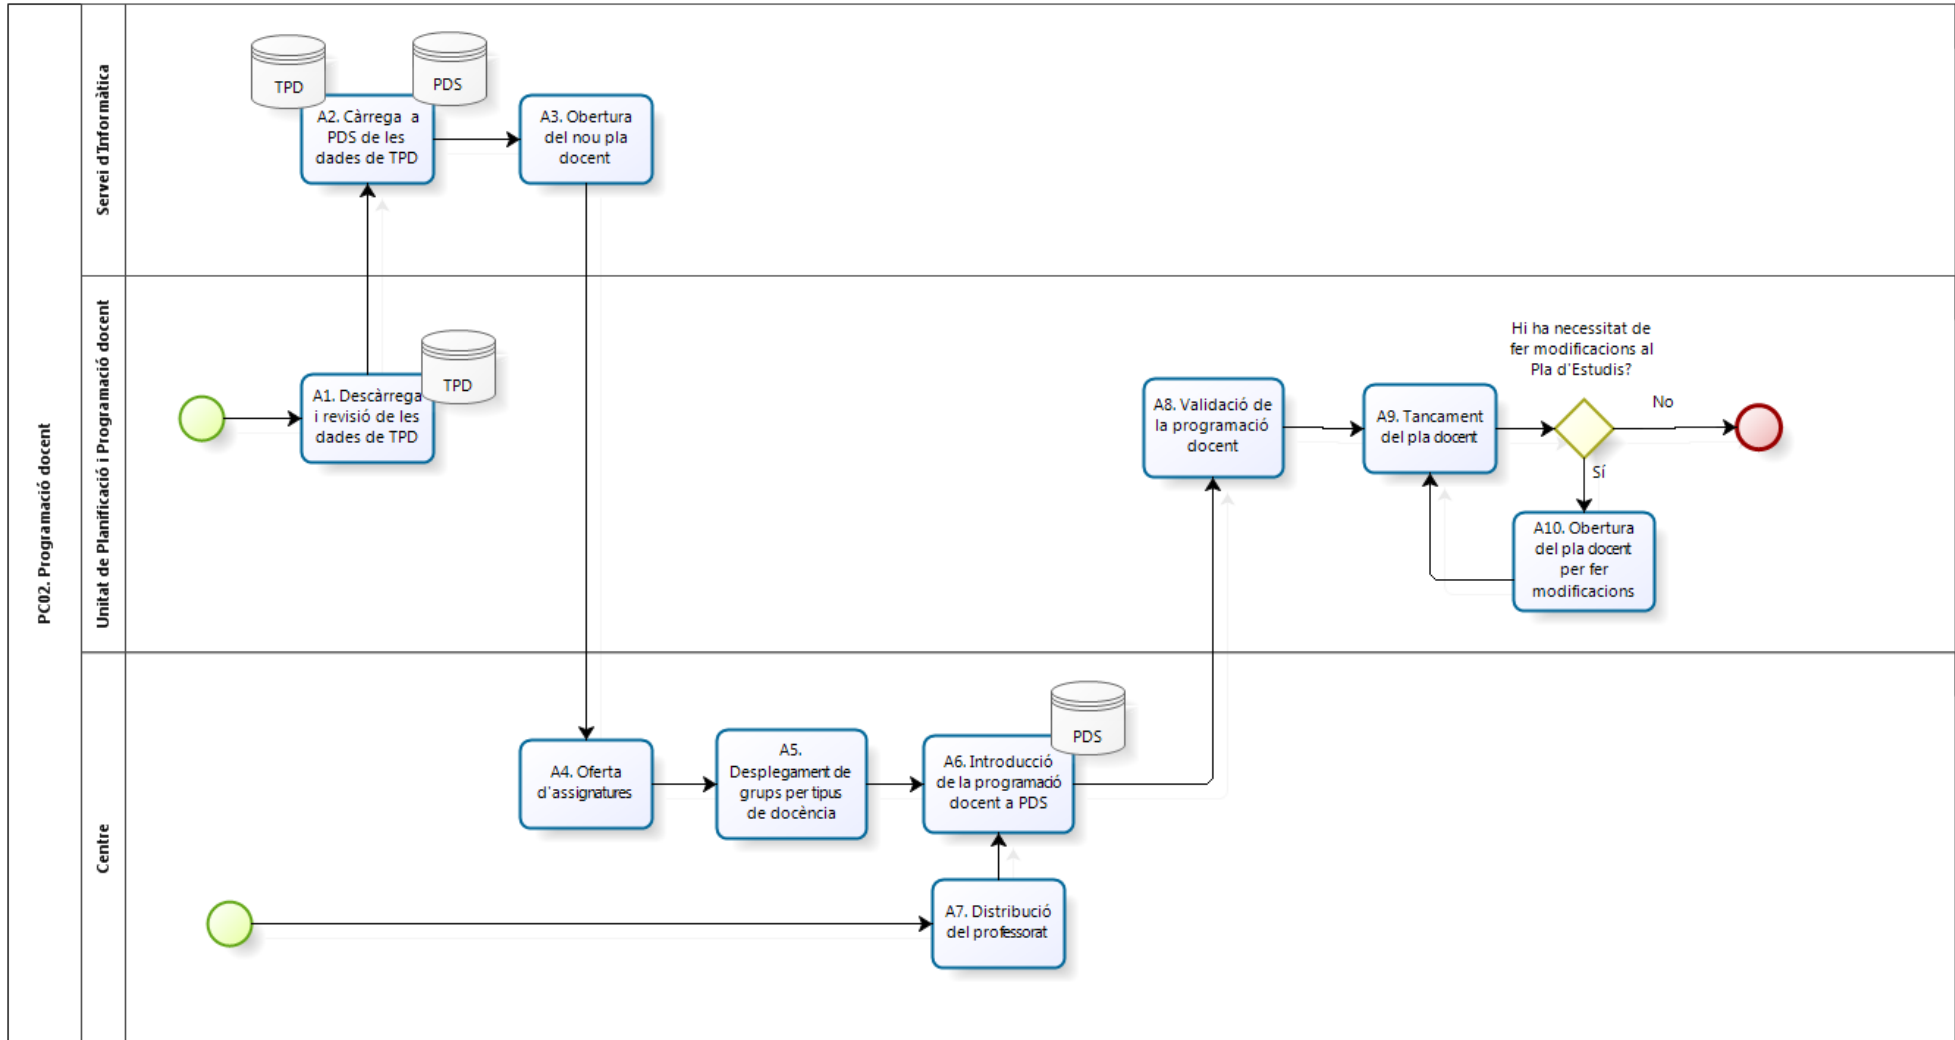 PC02. Programació docent
Servei d'Informàtica
TPD
PDS
A2. Càrrega a
PDS de les
dades de TPD
A3. Obertura
del nou pla
docent
Unitat de Planificació i Programació docent
A1. Descàrrega
i revisió de les
dades de TPD
TPD
A8. Validació de
la programació
docent
A9. Tancament
del pla docent
Hi ha necessitat de
fer modificacions al
Pla d'Estudis?
No
Sí
A10. Obertura
del pla docent
per fer
modificacions
Centre
A4. Oferta
d'assignatures
A5.
Desplegament de
grups per tipus
de docència
A6. Introducció
de la programació
docent a PDS
PDS
A7. Distribució
del professorat